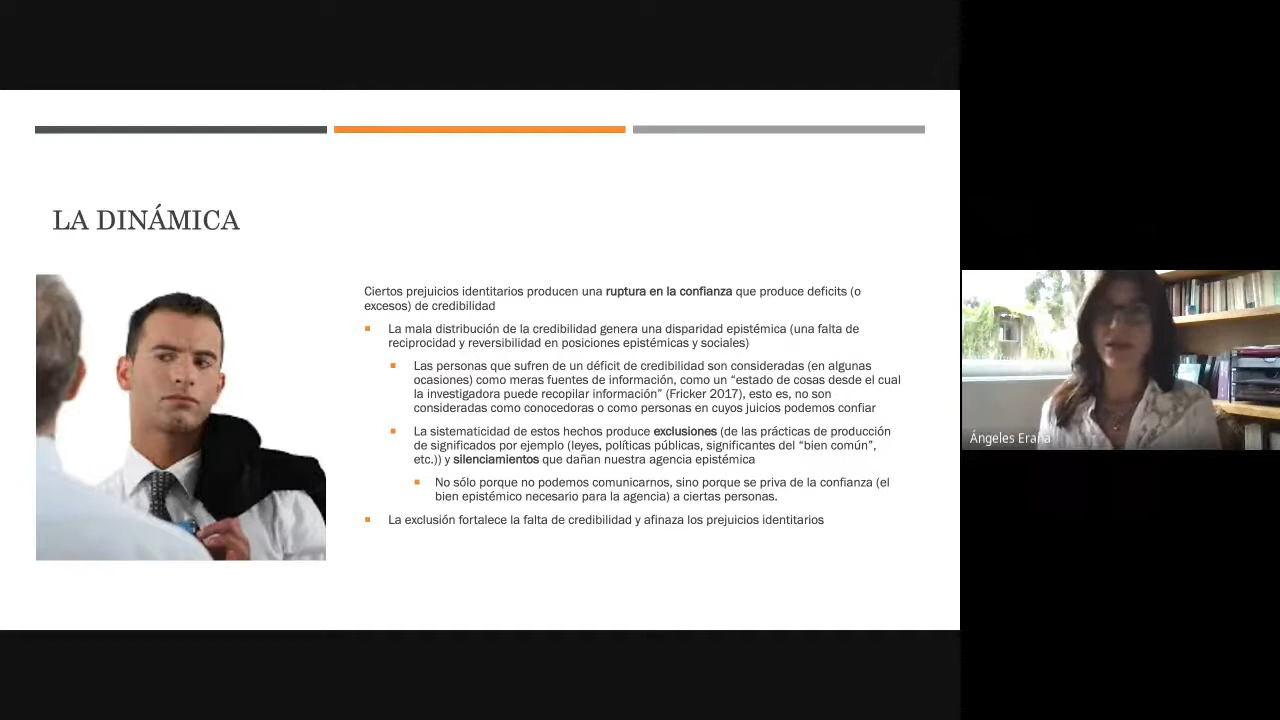 LA DINÁMICA
Ciertos prejuicios identitarios producen una ruptura en la confianza que produce deficits (o
excesos) de credibilidad
La mala distribución de la credibilidad genera una disparidad epistémica (una falta de
reciprocidad y reversibilidad en posiciones epistémicas y sociales)
Las personas que sufren de un déficit de credibilidad son consideradas (en algunas
ocasiones) como meras fuentes de información, como un “estado de cosas desde el cual
la investigadora puede recopilar información” (Fricker 2017), esto es, no son
consideradas como conocedoras o como personas en cuyos juicios podemos confiar
La sistematicidad de estos hechos produce exclusiones (de las prácticas de producción
de significados por ejemplo (leyes, políticas públicas, significantes del “bien común”,
etc.)) y silenciamientos que dañan nuestra agencia epistémica
No sólo porque no podemos comunicarnos, sino porque se priva de la confianza (el
bien epistémico necesario para la agencia) a ciertas personas.
La exclusión fortalece la falta de credibilidad y afinaza los prejuicios identitarios
Ángeles Eraña